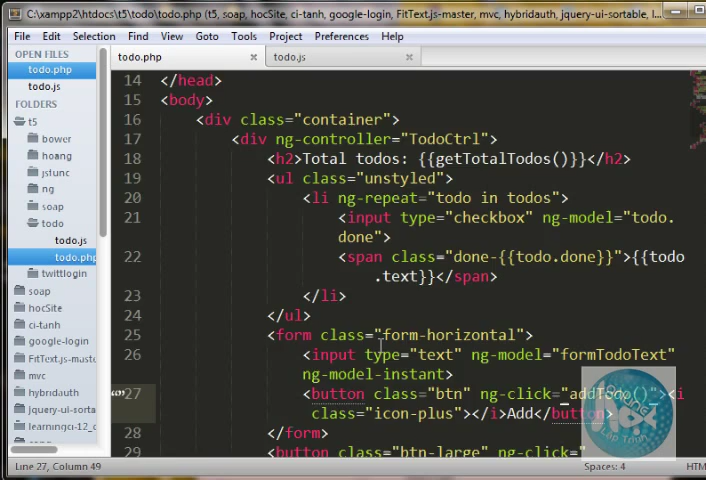 C:\xampp2\htdocs\t5\todo\todo.php (t5, soap, hocSite, ci-tanh, google-login, FitText.js-master, mvc, hybridauth, jquery-ui-sortable, l...
File Edit Selection Find View Goto Tools Project Preferences Help
OPEN FILES
todo.php
todo.js
FOLDERS
t5
bower
hoang
jsfunc
ng
soap
todo
todo.js
todo.php
twittlogin
soap
hocSite
ci-tanh
google-login
FitText.js-maste
mvc
hybridauth
jquery-ui-sorta
learningci-12_c
todo.php × todo.js ×
14 </head>
15 <body>
16 <div class="container">
17 <div ng-controller="TodoCtrl">
18 <h2>Total todos: {{getTotalTodos()}}</h2>
19 <ul class="unstyled">
20 <li ng-repeat="todo in todos">
21 <input type="checkbox" ng-model="todo.
done">
22 <span class="done-{{todo.done}}">{{todo
.text}}</span>
23 </li>
24 </ul>
25 <form class="form-horizontal">
26 <input type="text" ng-model="formTodoText"
ng-model-instant>
27 <button class="btn" ng-click="addTodo()"><i
class="icon-plus"></i>Add</button>
28 </form>
29 <button class="btn-large" ng-click="
Line 27, Column 49
Spaces: 4
HTM
Lập Trình